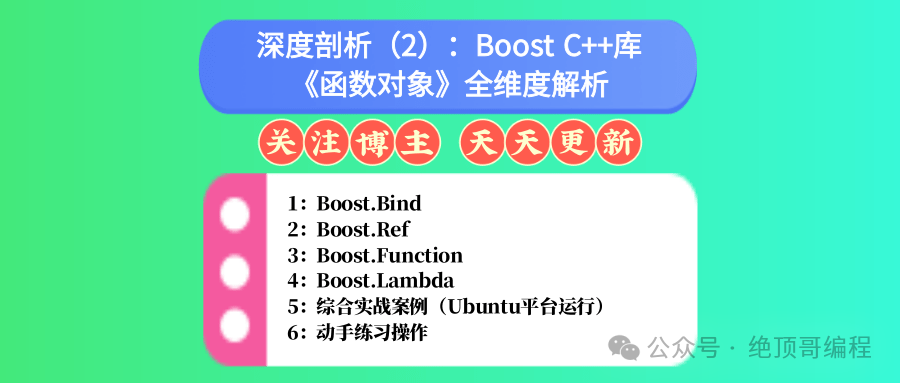 深度剖析（2）：Boost C++库
《函数对象》全维度解析
关注博主 天天更新
1：Boost.Bind
2：Boost.Ref
3：Boost.Function
4：Boost.Lambda
5：综合实战案例（Ubuntu平台运行）
6：动手练习操作
公众号 · 绝顶哥编程